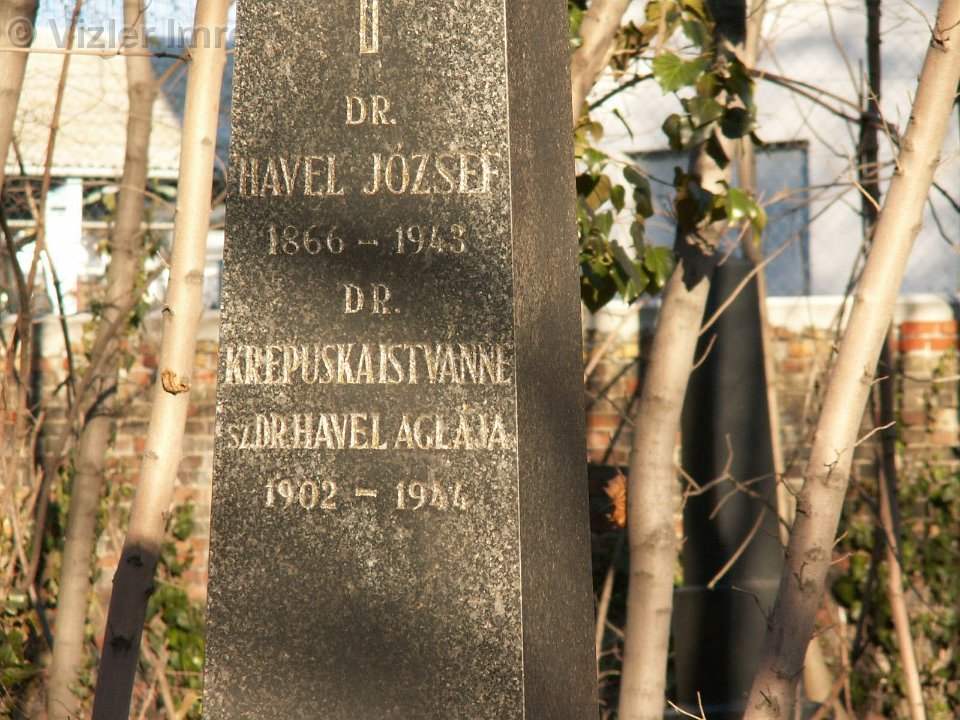 © Vizler Imre
DR.
HAVEL JÓZSEF
1866 – 1943
DR.
KREPUSKA ISTVÁNNÉ
SZ. DR. HAVEL AGLÁJA
1902 – 1944